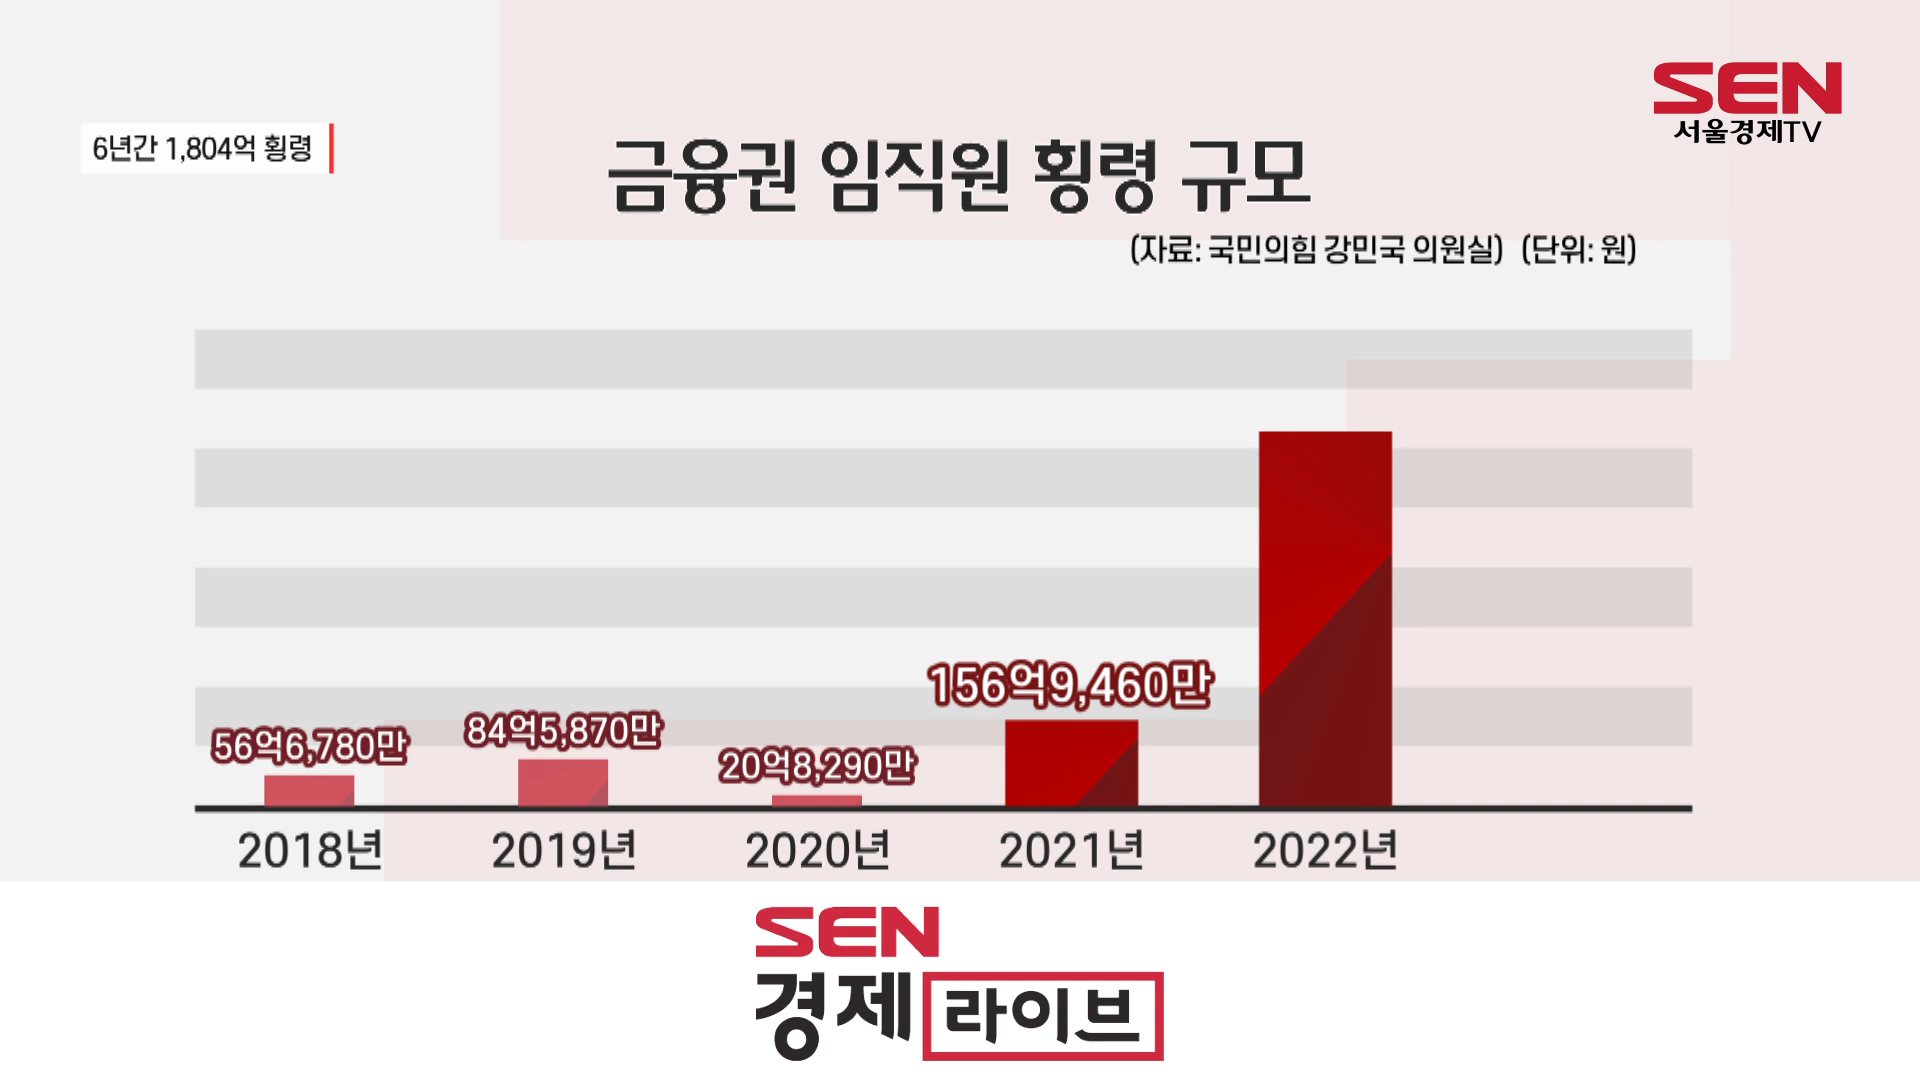 SEN
서울경제TV
6년간 1,804억 횡령
금융권 임직원 횡령 규모
(자료: 국민의힘 강민국 의원실) (단위: 원)
56억6,780만
84억5,870만
20억8,290만
156억9,460만
2018년
2019년
2020년
2021년
2022년
SEN
경제 라이브